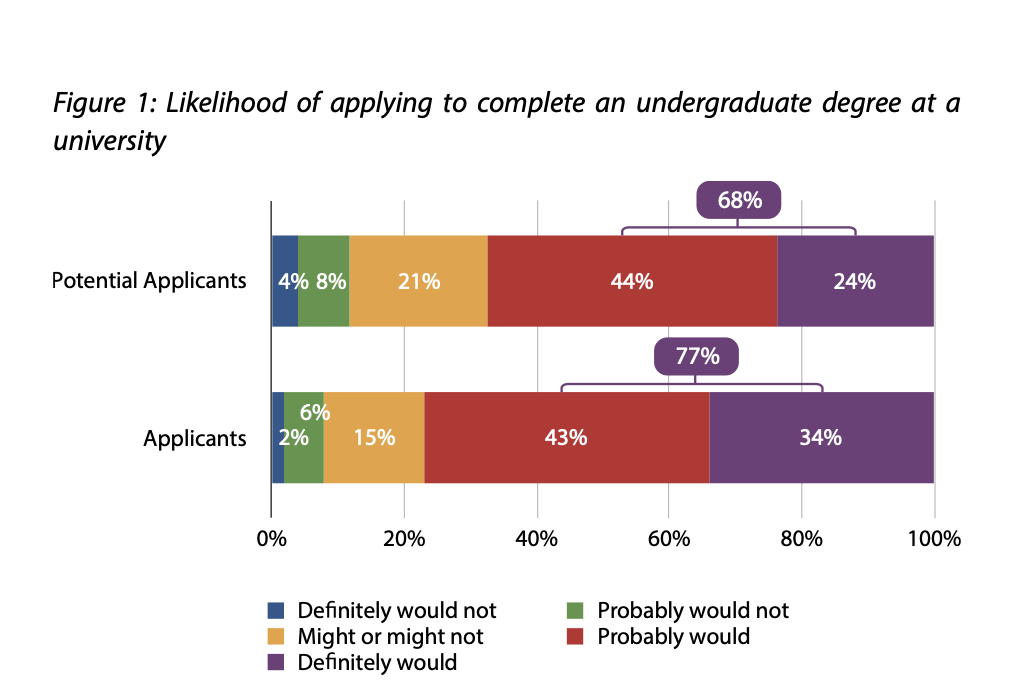 Figure 1: Likelihood of applying to complete an undergraduate degree at a
university
68%
Potential Applicants 4% 8% 21% 44% 24%
77%
6%
Applicants 2% 15% 43% 34%
0% 20% 40% 60% 80% 100%
Definitely would not Probably would not
Might or might not Probably would
Definitely would